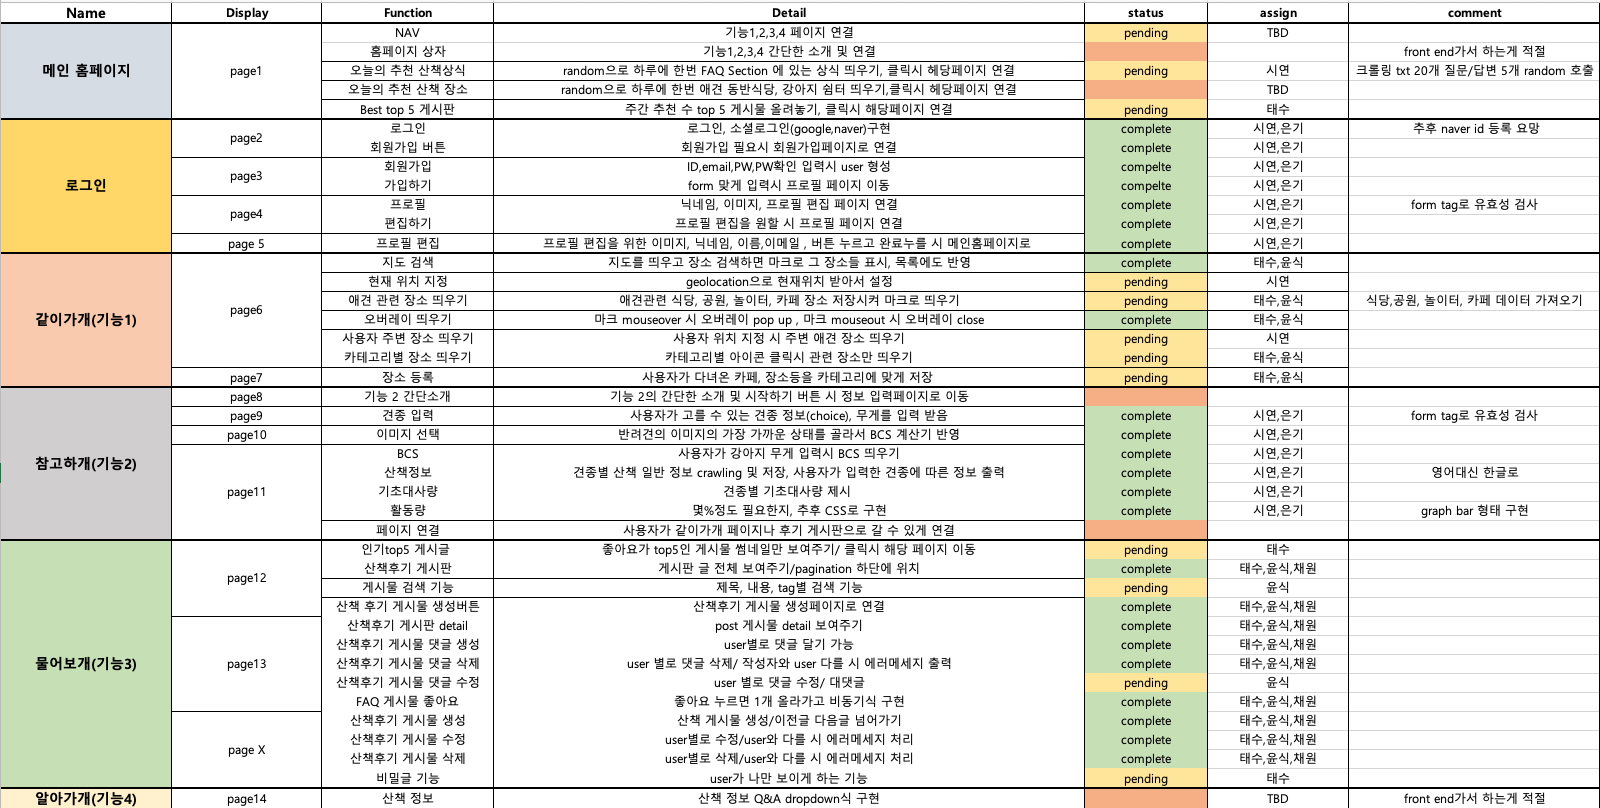 Name Display Function Detail status assign comment
메인 홈페이지 page1 NAV 기능1,2,3,4 페이지 연결 pending TBD
홈페이지 상자 기능1,2,3,4 간단한 소개 및 연결 front end가서 하는게 적절
오늘의 추천 산책상식 random으로 하루에 한번 FAQ Section 에 있는 상식 띄우기, 클릭시 헤당페이지 연결 pending 시연 크롤링 txt 20개 질문/답변 5개 random 호출
오늘의 추천 산책 장소 random으로 하루에 한번 애견 동반식당, 강아지 쉼터 띄우기,클릭시 헤당페이지 연결 TBD
Best top 5 게시판 주간 추천 수 top 5 게시물 올려놓기, 클릭시 해당페이지 연결 pending 태수
로그인 page2 로그인 로그인, 소셜로그인(google,naver)구현 complete 시연,은기 추후 naver id 등록 요망
회원가입 버튼 회원가입 필요시 회원가입페이지로 연결 complete 시연,은기
page3 회원가입 ID,email,PW,PW확인 입력시 user 형성 compelte 시연,은기
가입하기 form 맞게 입력시 프로필 페이지 이동 complete 시연,은기
page4 프로필 닉네임, 이미지, 프로필 편집 페이지 연결 complete 시연,은기 form tag로 유효성 검사
편집하기 프로필 편집을 원할 시 프로필 페이지 연결 complete 시연,은기
page 5 프로필 편집 프로필 편집을 위한 이미지, 닉네임, 이름,이메일 , 버튼 누르고 완료누를 시 메인홈페이지로 complete 시연,은기
같이가개(기능1) page6 지도 검색 지도를 띄우고 장소 검색하면 마크로 그 장소들 표시, 목록에도 반영 complete 태수,윤식
현재 위치 지정 geolocation으로 현재위치 받아서 설정 pending 시연
애견 관련 장소 띄우기 애견관련 식당, 공원, 놀이터, 카페 장소 저장시켜 마크로 띄우기 pending 태수,윤식 식당,공원, 놀이터, 카페 데이터 가져오기
오버레이 띄우기 마크 mouseover 시 오버레이 pop up , 마크 mouseout 시 오버레이 close complete 태수,윤식
사용자 주변 장소 띄우기 사용자 위치 지정 시 주변 애견 장소 띄우기 pending 시연
카테고리별 장소 띄우기 카테고리별 아이콘 클릭시 관련 장소만 띄우기 pending 태수,윤식
page7 장소 등록 사용자가 다녀온 카페, 장소등을 카테고리에 맞게 저장 pending 태수,윤식
참고하개(기능2) page8 기능 2 간단소개 기능 2의 간단한 소개 및 시작하기 버튼 시 정보 입력페이지로 이동
page9 견종 입력 사용자가 고를 수 있는 견종 정보(choice), 무게를 입력 받음 complete 시연,은기 form tag로 유효성 검사
page10 이미지 선택 반려견의 이미지의 가장 가까운 상태를 골라서 BCS 계산기 반영 complete 시연,은기
page11 BCS 사용자가 강아지 무게 입력시 BCS 띄우기 complete 시연,은기
산책정보 견종별 산책 일반 정보 crawling 및 저장, 사용자가 입력한 견종에 따른 정보 출력 complete 시연,은기 영어대신 한글로
기초대사량 견종별 기초대사량 제시 complete 시연,은기
활동량 몇%정도 필요한지, 추후 CSS로 구현 complete 시연,은기 graph bar 형태 구현
페이지 연결 사용자가 같이가개 페이지나 후기 게시판으로 갈 수 있게 연결
물어보개(기능3) page12 인기top5 게시글 좋아요가 top5인 게시물 썸네일만 보여주기/ 클릭시 해당 페이지 이동 pending 태수
산책후기 게시판 게시판 글 전체 보여주기/pagination 하단에 위치 complete 태수,윤식,채원
게시물 검색 기능 제목, 내용, tag별 검색 기능 pending 윤식
산책 후기 게시물 생성버튼 산책후기 게시물 생성페이지로 연결 complete 태수,윤식,채원
page13 산책후기 게시판 detail post 게시물 detail 보여주기 complete 태수,윤식,채원
산책후기 게시물 댓글 생성 user별로 댓글 달기 가능 complete 태수,윤식,채원
산책후기 게시물 댓글 삭제 user 별로 댓글 삭제/ 작성자와 user 다를 시 에러메세지 출력 complete 태수,윤식,채원
산책후기 게시물 댓글 수정 user 별로 댓글 수정/ 대댓글 pending 윤식
FAQ 게시물 좋아요 좋아요 누르면 1개 올라가고 비동기식 구현 complete 태수,윤식,채원
page X 산책후기 게시물 생성 산책 게시물 생성/이전글 다음글 넘어가기 complete 태수,윤식,채원
산책후기 게시물 수정 user별로 수정/user와 다를 시 에러메세지 처리 complete 태수,윤식,채원
산책후기 게시물 삭제 user별로 삭제/user와 다를 시 에러메세지 처리 complete 태수,윤식,채원
비밀글 기능 user가 나만 보이게 하는 기능 pending 태수
알아가개(기능4) page14 산책 정보 산책 정보 Q&A dropdown식 구현 TBD front end가서 하는게 적절